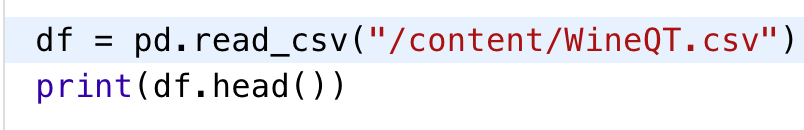 df = pd.read_csv("/content/WineQT.csv")
print(df.head())